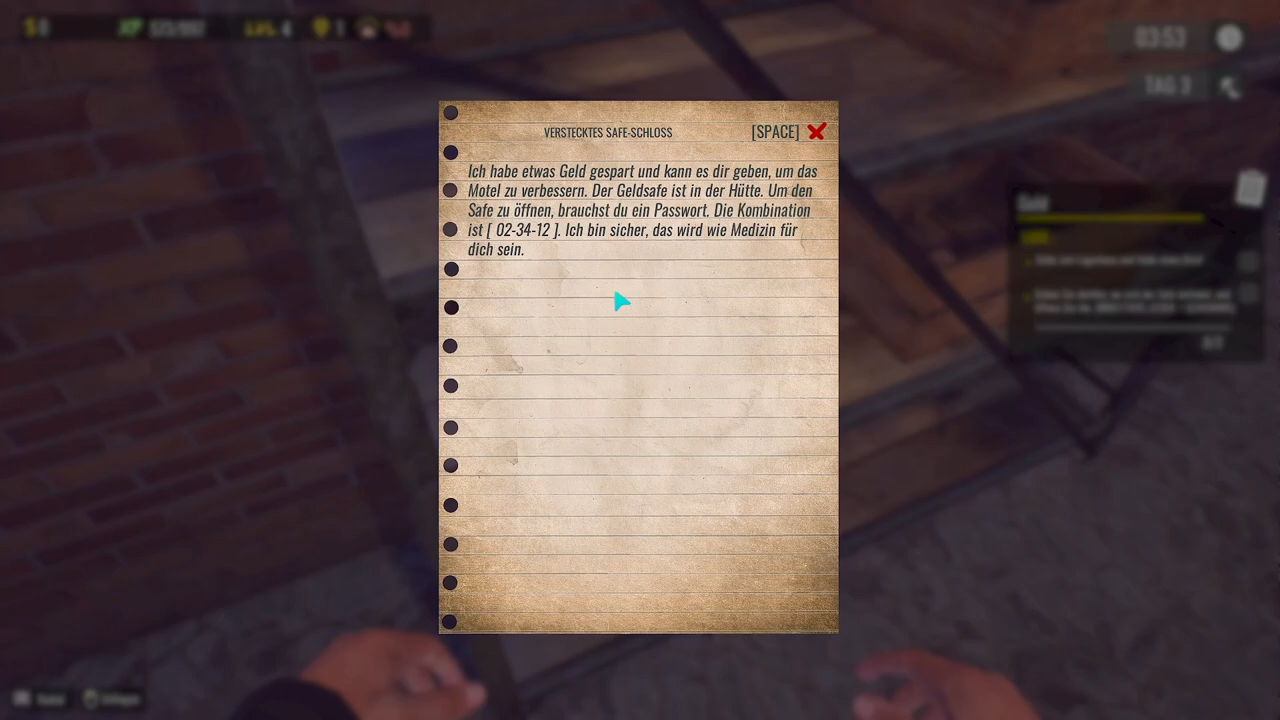 03:53
TAG 3
VERSTECKTES SAFE-SCHLOSS
[SPACE]
Ich habe etwas Geld gespart und kann es dir geben, um das
Motel zu verbessern. Der Geldsafe ist in der Hütte. Um den
Safe zu öffnen, brauchst du ein Passwort. Die Kombination
ist [ 02-34-12 ]. Ich bin sicher, das wird wie Medizin für
dich sein.